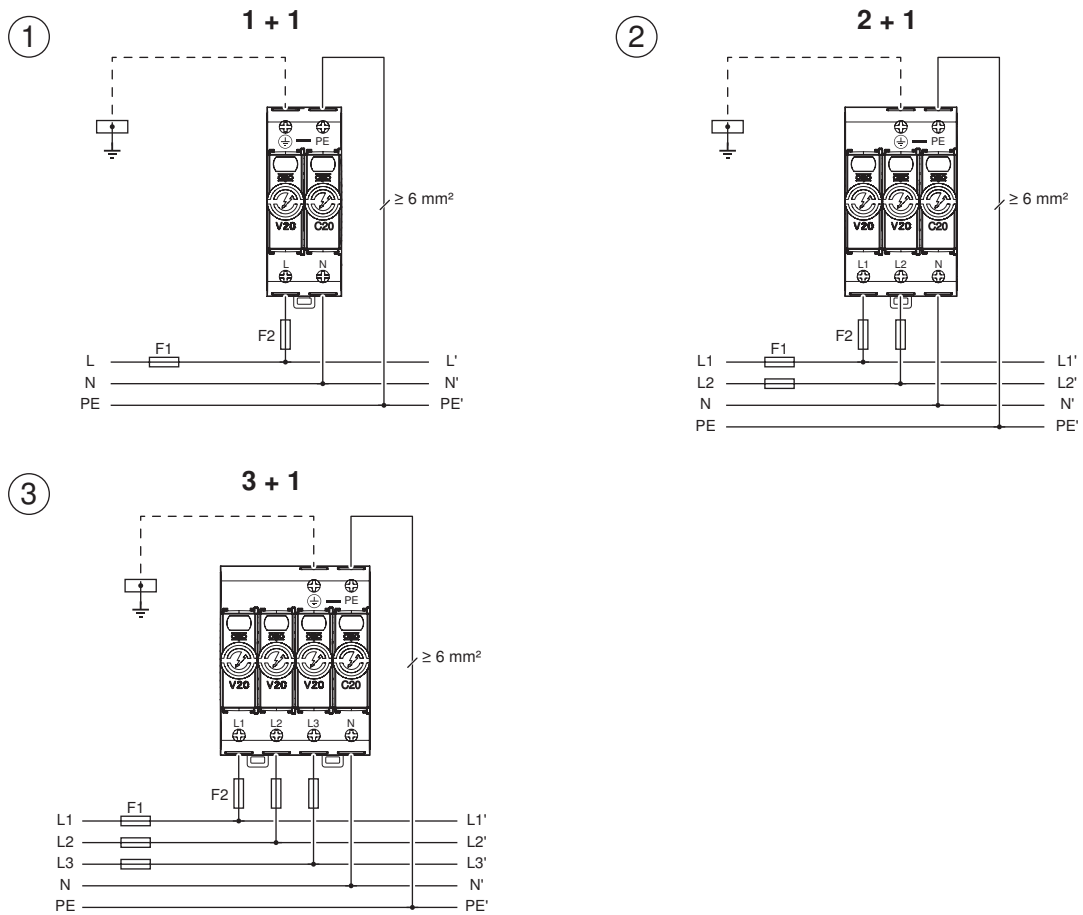 1
1 + 1
PE
≥ 6 mm²
V20 C20
L N
F2
F1
L L'
N N'
PE PE'
2
2 + 1
PE
≥ 6 mm²
V20 V20 C20
L1 L2 N
F2
F1
L1 L1'
L2 L2'
N N'
PE PE'
3
3 + 1
PE
≥ 6 mm²
V20 V20 V20 C20
L1 L2 L3 N
F2
F1
L1 L1'
L2 L2'
L3 L3'
N N'
PE PE'